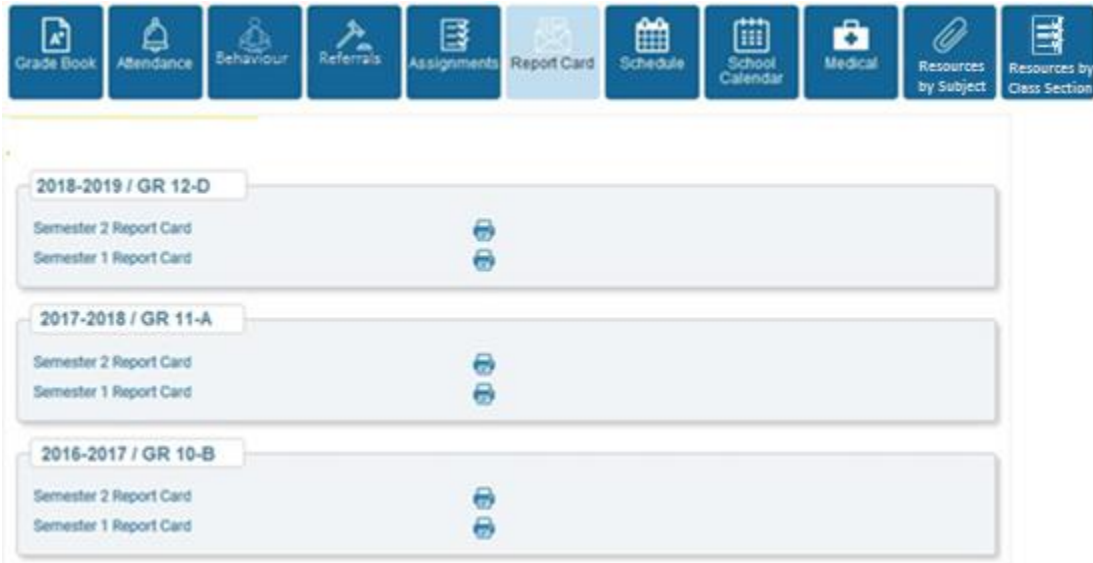 Grade Book
Attendance
Behaviour
Referrals
Assignments
Report Card
Schedule
School
Calendar
Medical
Resources
by Subject
Resources by
Class Section
2018-2019 / GR 12-D
Semester 2 Report Card
Semester 1 Report Card
2017-2018 / GR 11-A
Semester 2 Report Card
Semester 1 Report Card
2016-2017 / GR 10-B
Semester 2 Report Card
Semester 1 Report Card